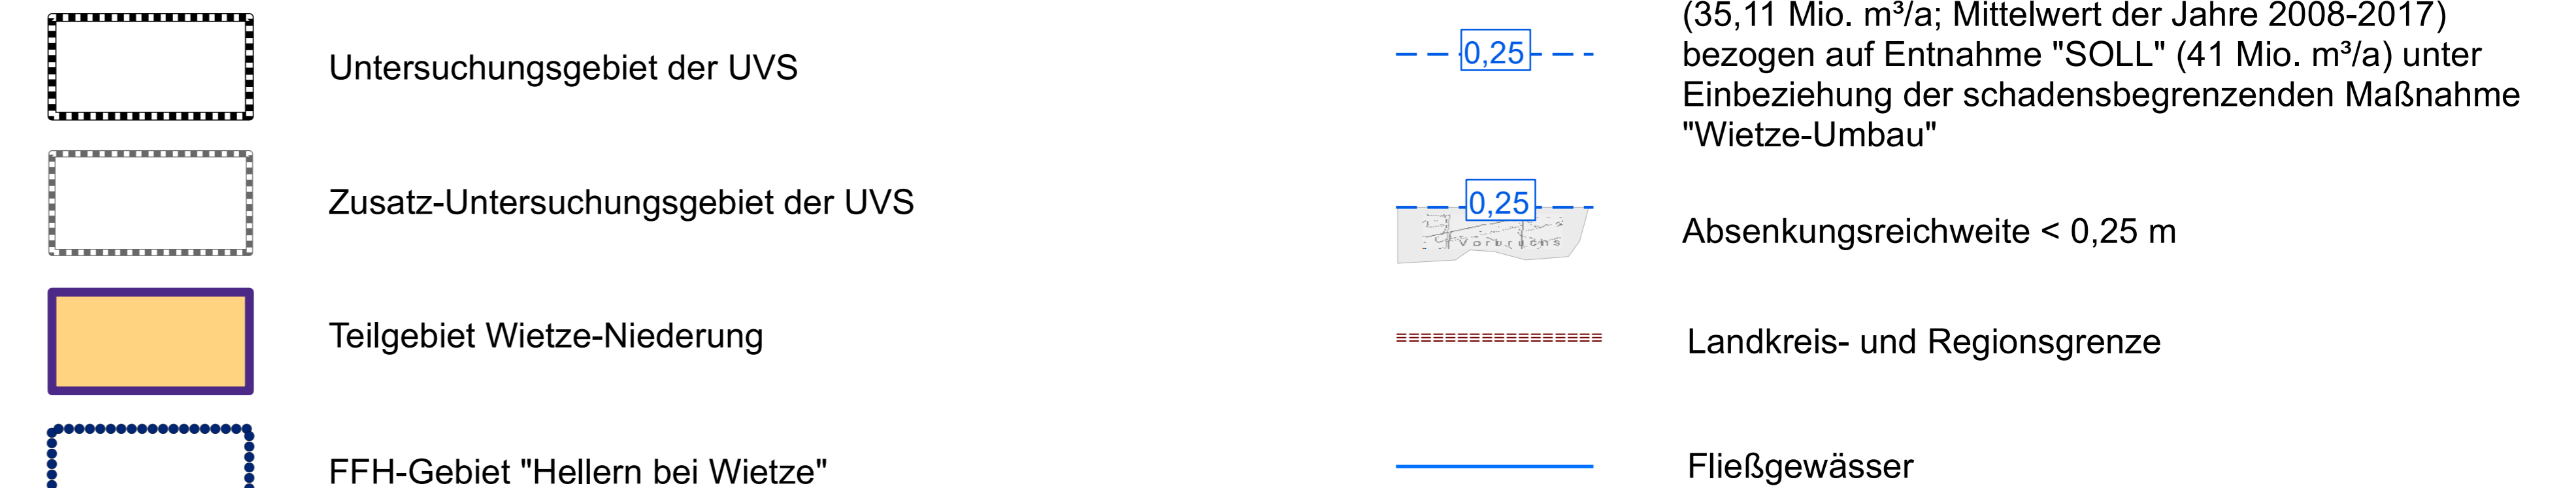 Untersuchungsgebiet der UVS
Zusatz-Untersuchungsgebiet der UVS
Teilgebiet Wietze-Niederung
FFH-Gebiet "Hellern bei Wietze"
(35,11 Mio. m³/a; Mittelwert der Jahre 2008-2017)
0,25
bezogen auf Entnahme "SOLL" (41 Mio. m³/a) unter
Einbeziehung der schadensbegrenzenden Maßnahme
"Wietze-Umbau"
0,25
Vorbruchs
Absenkungsreichweite < 0,25 m
Landkreis- und Regionsgrenze
Fließgewässer